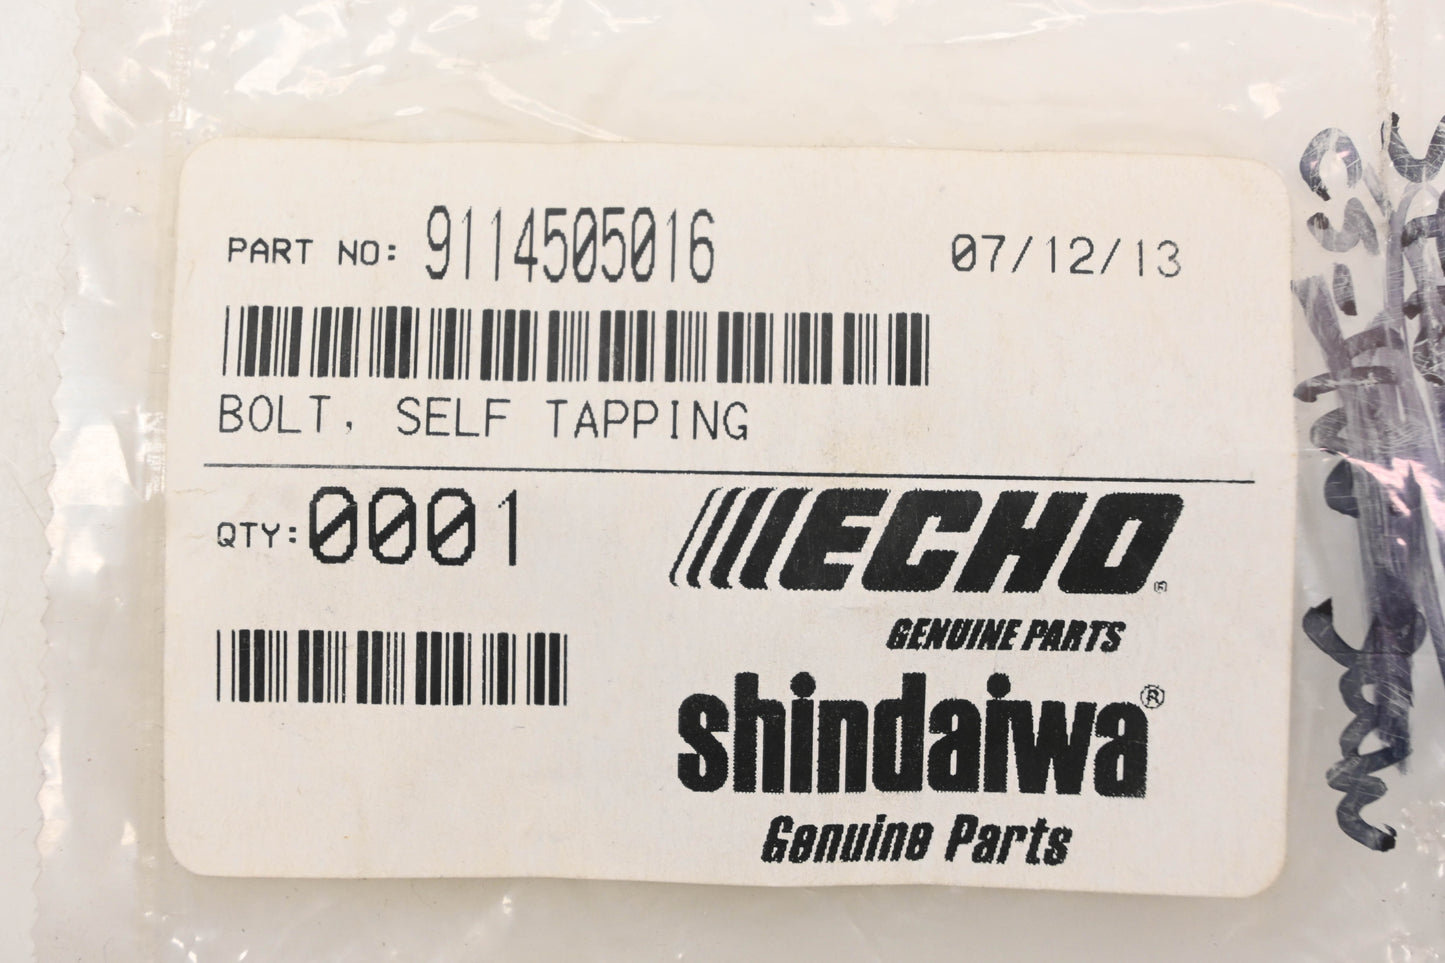 PART NO: 9114505016
07/12/13
BOLT, SELF TAPPING
QTY: 0001
ECHO®
GENUINE PARTS
shindaiwa®
Genuine Parts